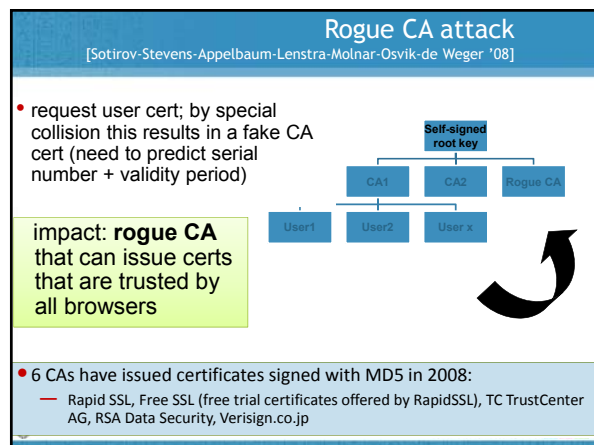 Rogue CA attack
[Sotirov-Stevens-Appelbaum-Lenstra-Molnar-Osvik-de Weger ’08]
• request user cert; by special
collision this results in a fake CA
cert (need to predict serial
number + validity period)
Self-signed
root key
CA1 CA2 Rogue CA
User1 User2 User x
impact: rogue CA
that can issue certs
that are trusted by
all browsers
• 6 CAs have issued certificates signed with MD5 in 2008:
— Rapid SSL, Free SSL (free trial certificates offered by RapidSSL), TC TrustCenter
AG, RSA Data Security, Verisign.co.jp